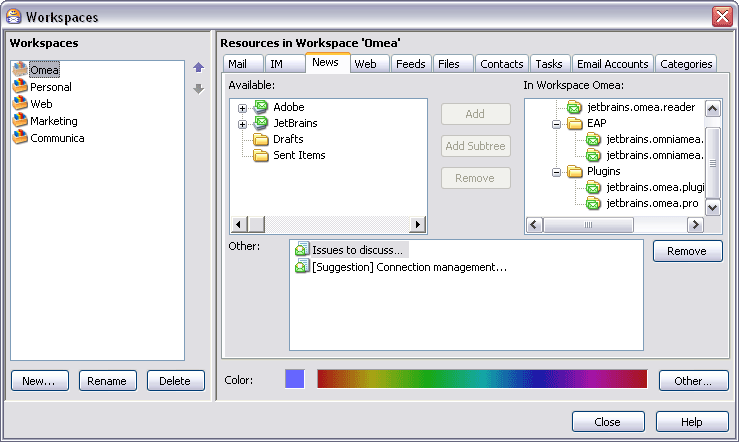 Workspaces
Workspaces
Omea
Personal
Web
Marketing
Communica
New...
Rename
Delete
Resources in Workspace 'Omea'
Mail
IM
News
Web
Feeds
Files
Contacts
Tasks
Email Accounts
Categories
Available:
Adobe
JetBrains
Drafts
Sent Items
Add
Add Subtree
Remove
In Workspace Omea:
jetbrains.omea.reader
EAP
jetbrains.omniamea.
jetbrains.omniamea.
Plugins
jetbrains.omea.plugi
jetbrains.omea.pro
Other:
Issues to discuss...
[Suggestion] Connection management...
Remove
Color:
Other...
Close
Help